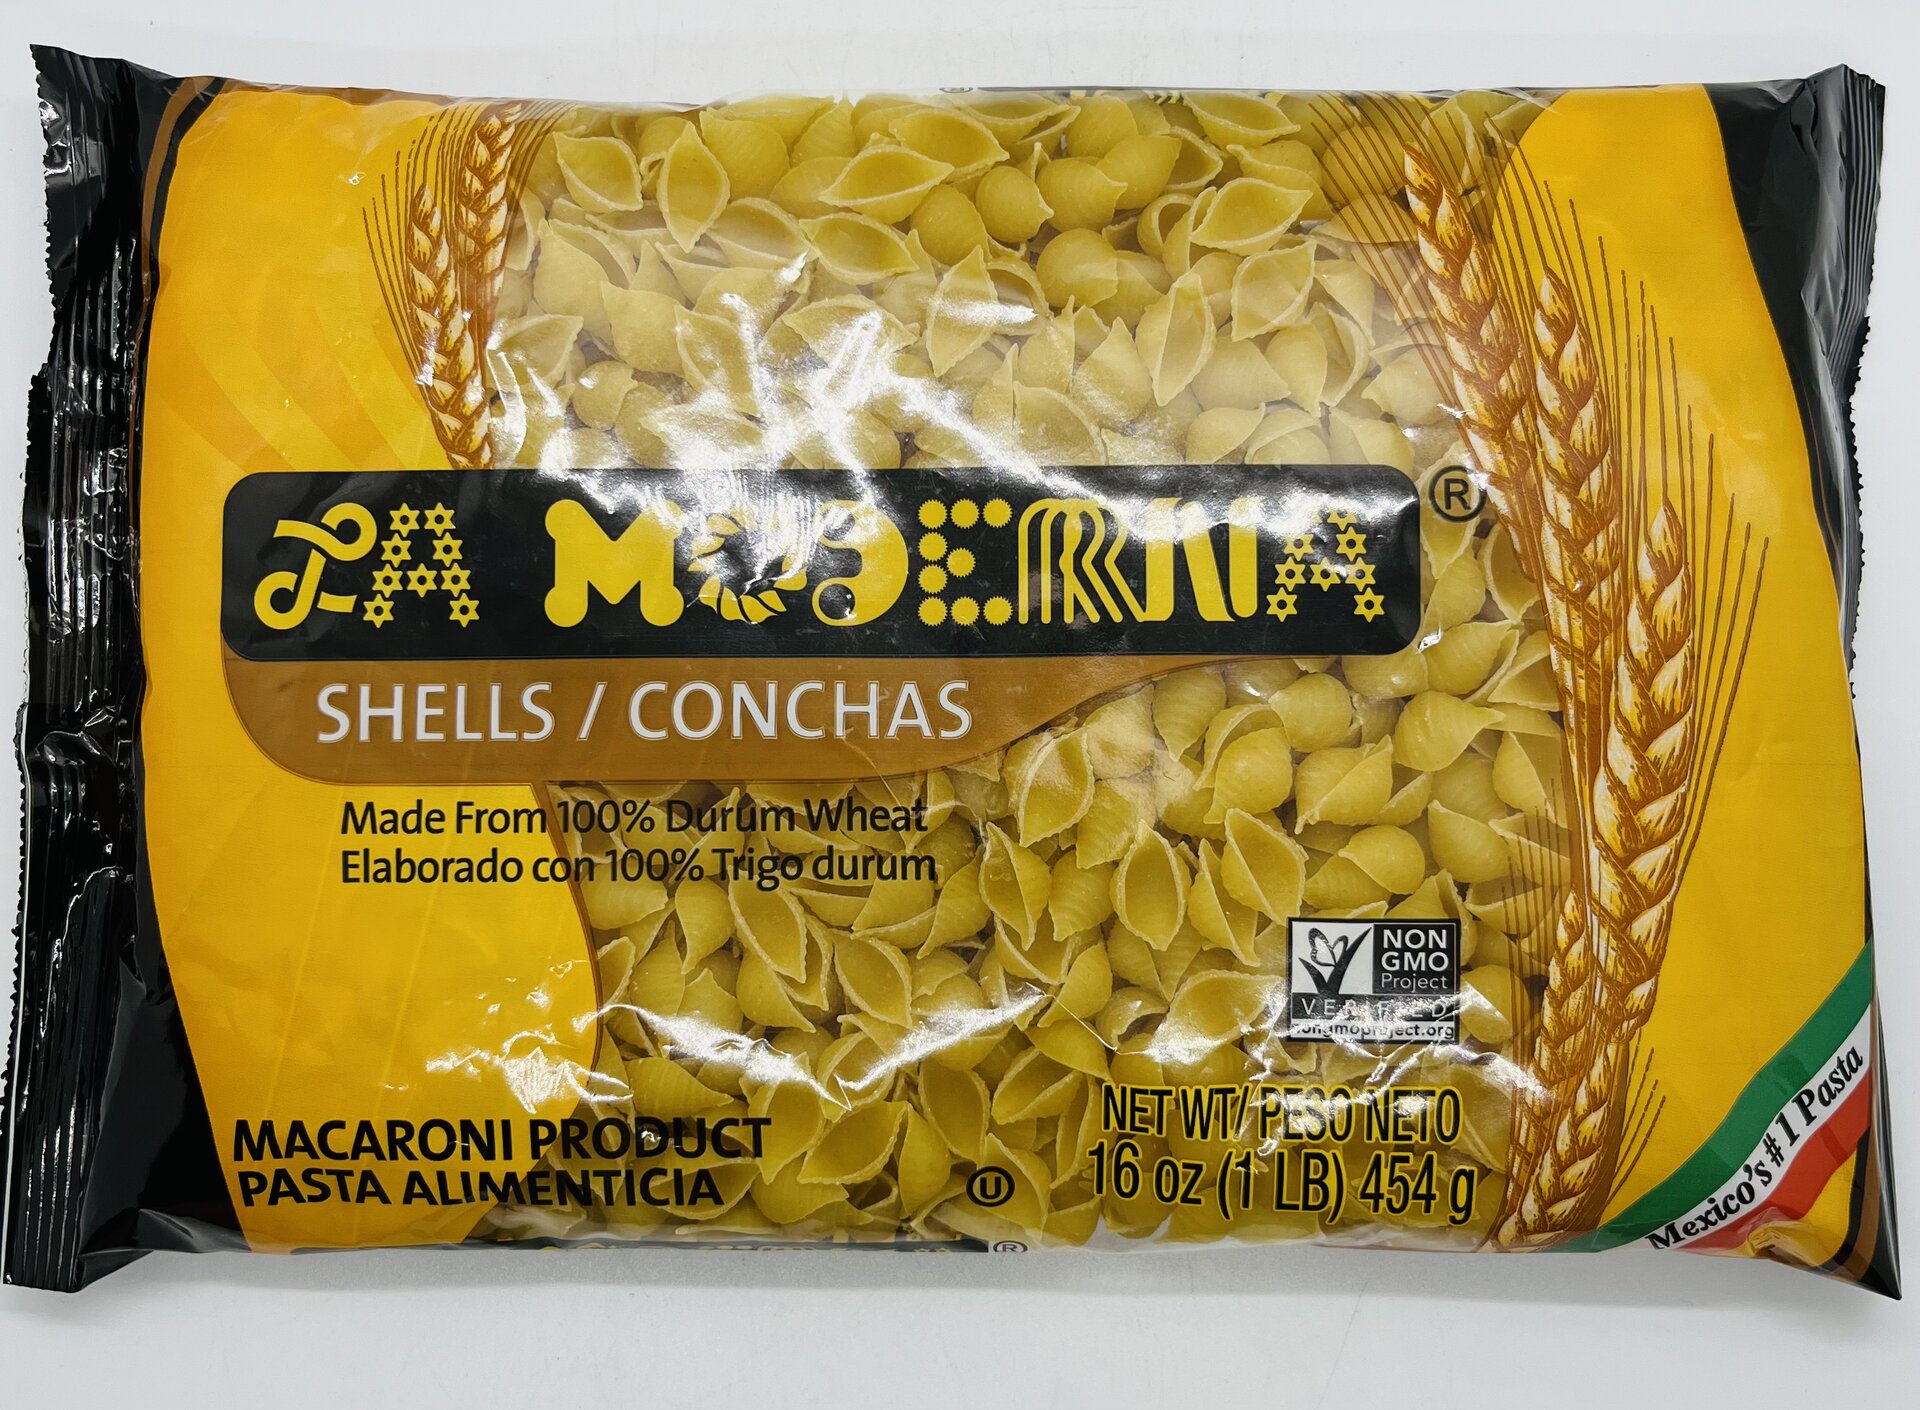 LA MODERNA ®
SHELLS / CONCHAS
Made From 100% Durum Wheat
Elaborado con 100% Trigo durum
NON
GMO
Project
VERIFIED
nongmoproject.org
MACARONI PRODUCT
PASTA ALIMENTICIA
U
NET WT/ PESO NETO
16 oz (1 LB) 454 g
Mexico's #1 Pasta
®